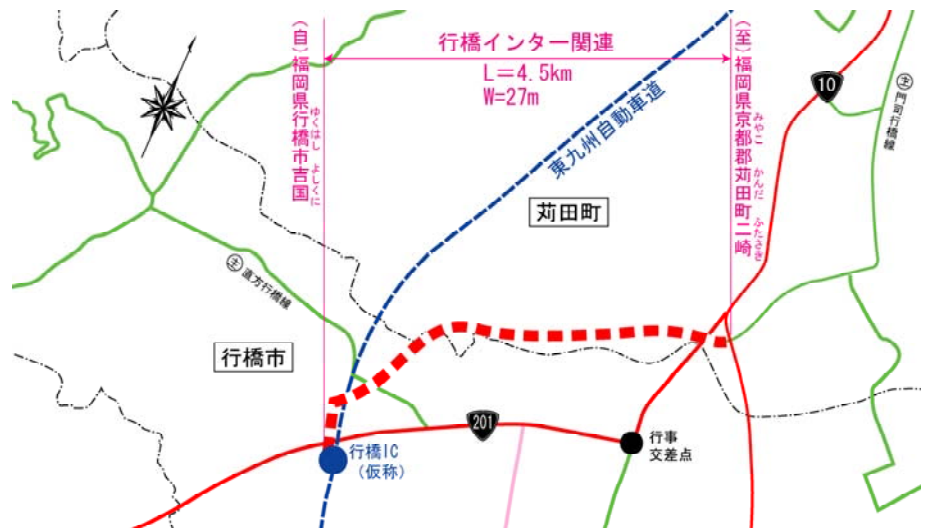 行橋インター関連
L＝4.5km
W=27m
(自)福岡県行橋市吉国
ゆくはし よしくに
(至)福岡県京都郡苅田町二崎
みやこ かんだ ふたさき
10
主 門司行橋線
東九州自動車道
苅田町
主 直方行橋線
行橋市
201
行橋IC
（仮称）
行事
交差点